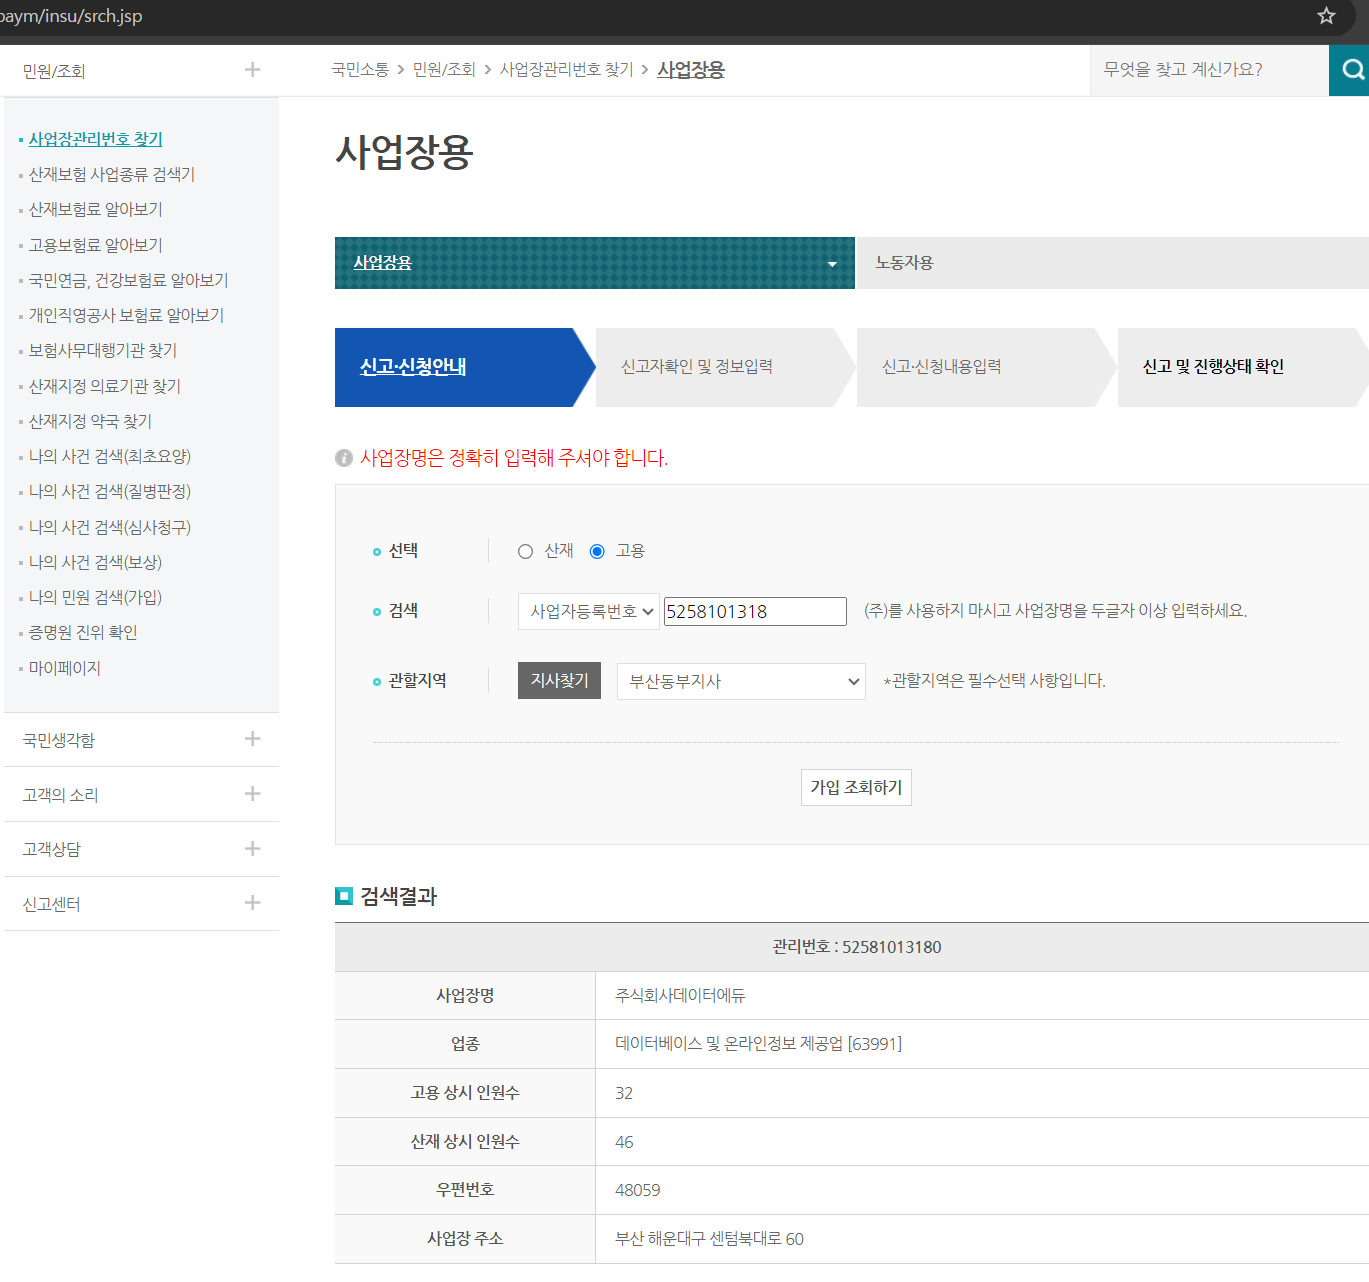 paym/insu/srch.jsp
민원/조회
국민소통 > 민원/조회 > 사업장관리번호 찾기 > 사업장용
무엇을 찾고 계신가요?
사업장관리번호 찾기
산재보험 사업종류 검색기
산재보험료 알아보기
고용보험료 알아보기
국민연금, 건강보험료 알아보기
개인직영공사 보험료 알아보기
보험사무대행기관 찾기
산재지정 의료기관 찾기
산재지정 약국 찾기
나의 사건 검색(최초요양)
나의 사건 검색(질병판정)
나의 사건 검색(심사청구)
나의 사건 검색(보상)
나의 민원 검색(가입)
증명원 진위 확인
마이페이지
국민생각함
고객의 소리
고객상담
신고센터
사업장용
사업장용
노동자용
신고·신청안내
신고자확인 및 정보입력
신고·신청내용입력
신고 및 진행상태 확인
사업장명은 정확히 입력해 주셔야 합니다.
선택 산재 고용
검색 사업자등록번호 5258101318 (주)를 사용하지 마시고 사업장명을 두글자 이상 입력하세요.
관할지역 지사찾기 부산동부지사 *관할지역은 필수선택 사항입니다.
가입 조회하기
검색결과
관리번호 : 52581013180
사업장명 주식회사데이터에듀
업종 데이터베이스 및 온라인정보 제공업 [63991]
고용 상시 인원수 32
산재 상시 인원수 46
우편번호 48059
사업장 주소 부산 해운대구 센텀북대로 60